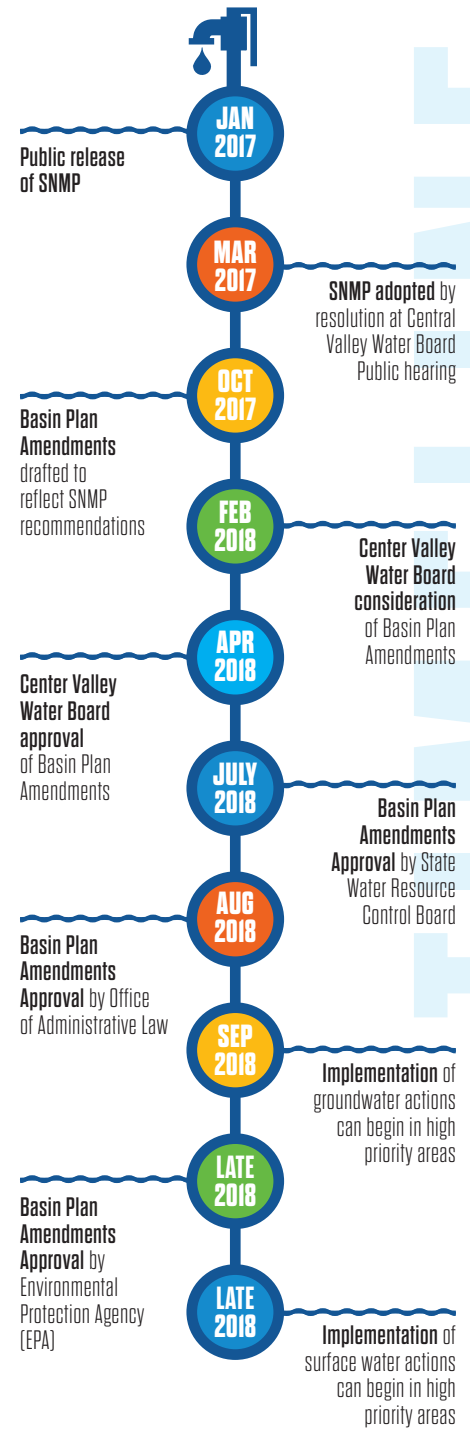 JAN
2017
Public release
of SNMP
MAR
2017
SNMP adopted by
resolution at Central
Valley Water Board
Public hearing
OCT
2017
Basin Plan
Amendments
drafted to
reflect SNMP
recommendations
FEB
2018
Center Valley
Water Board
consideration
of Basin Plan
Amendments
APR
2018
Center Valley
Water Board
approval
of Basin Plan
Amendments
JULY
2018
Basin Plan
Amendments
Approval by State
Water Resource
Control Board
AUG
2018
Basin Plan
Amendments
Approval by Office
of Administrative Law
SEP
2018
Implementation of
groundwater actions
can begin in high
priority areas
LATE
2018
Basin Plan
Amendments
Approval by
Environmental
Protection Agency
(EPA)
LATE
2018
Implementation of
surface water actions
can begin in high
priority areas